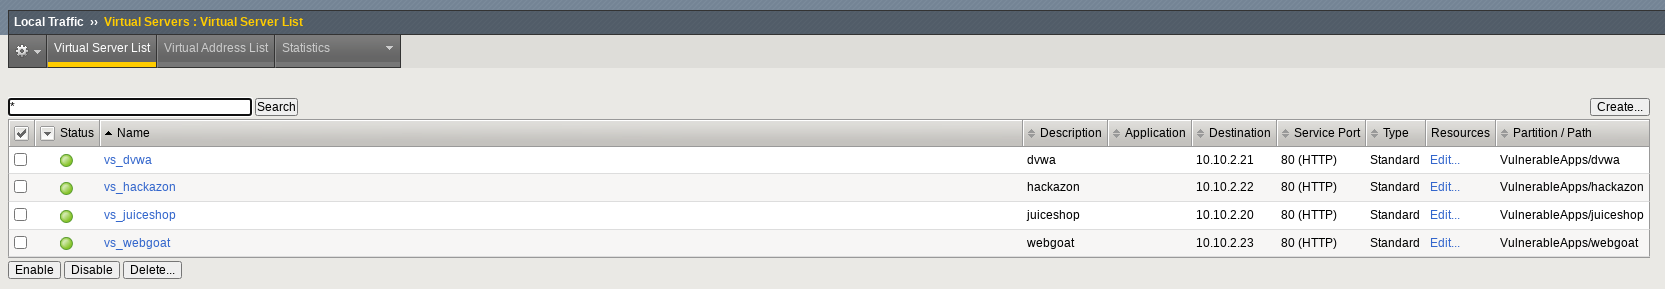 Local Traffic ›› Virtual Servers : Virtual Server List
Virtual Server List Virtual Address List Statistics
* Search Create...
Status Name Description Application Destination Service Port Type Resources Partition / Path
vs_dvwa dvwa 10.10.2.21 80 (HTTP) Standard Edit... VulnerableApps/dvwa
vs_hackazon hackazon 10.10.2.22 80 (HTTP) Standard Edit... VulnerableApps/hackazon
vs_juiceshop juiceshop 10.10.2.20 80 (HTTP) Standard Edit... VulnerableApps/juiceshop
vs_webgoat webgoat 10.10.2.23 80 (HTTP) Standard Edit... VulnerableApps/webgoat
Enable Disable Delete...